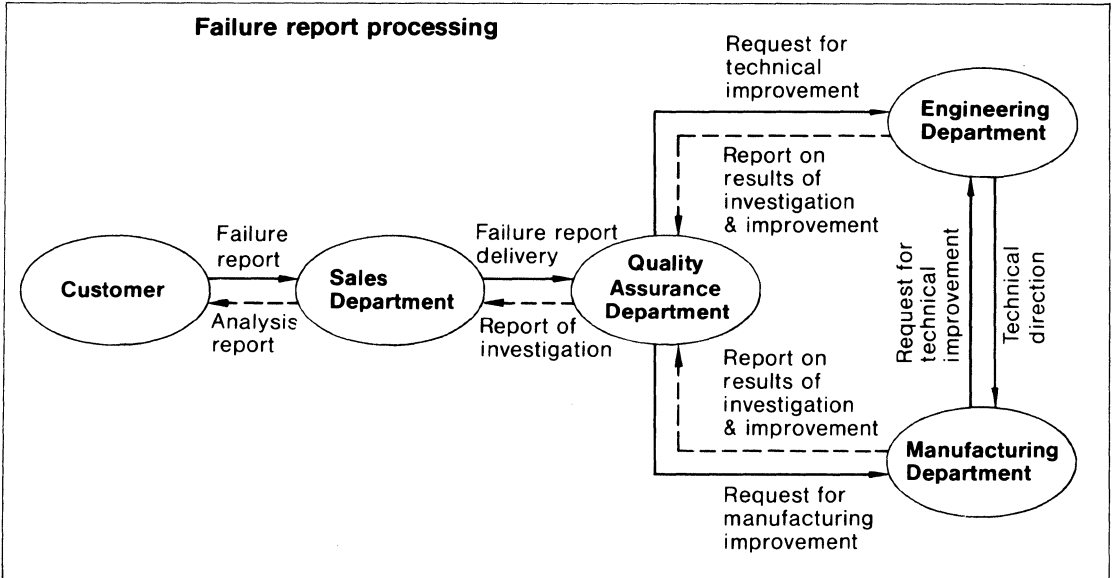 Failure report processing
Request for
technical
improvement
Engineering
Department
Report on
results of
investigation
& improvement
Failure
report
Failure report
delivery
Customer
Sales
Department
Quality
Assurance
Department
Analysis
report
Report of
investigation
Request for
technical
improvement
Technical
direction
Report on
results of
investigation
& improvement
Manufacturing
Department
Request for
manufacturing
improvement